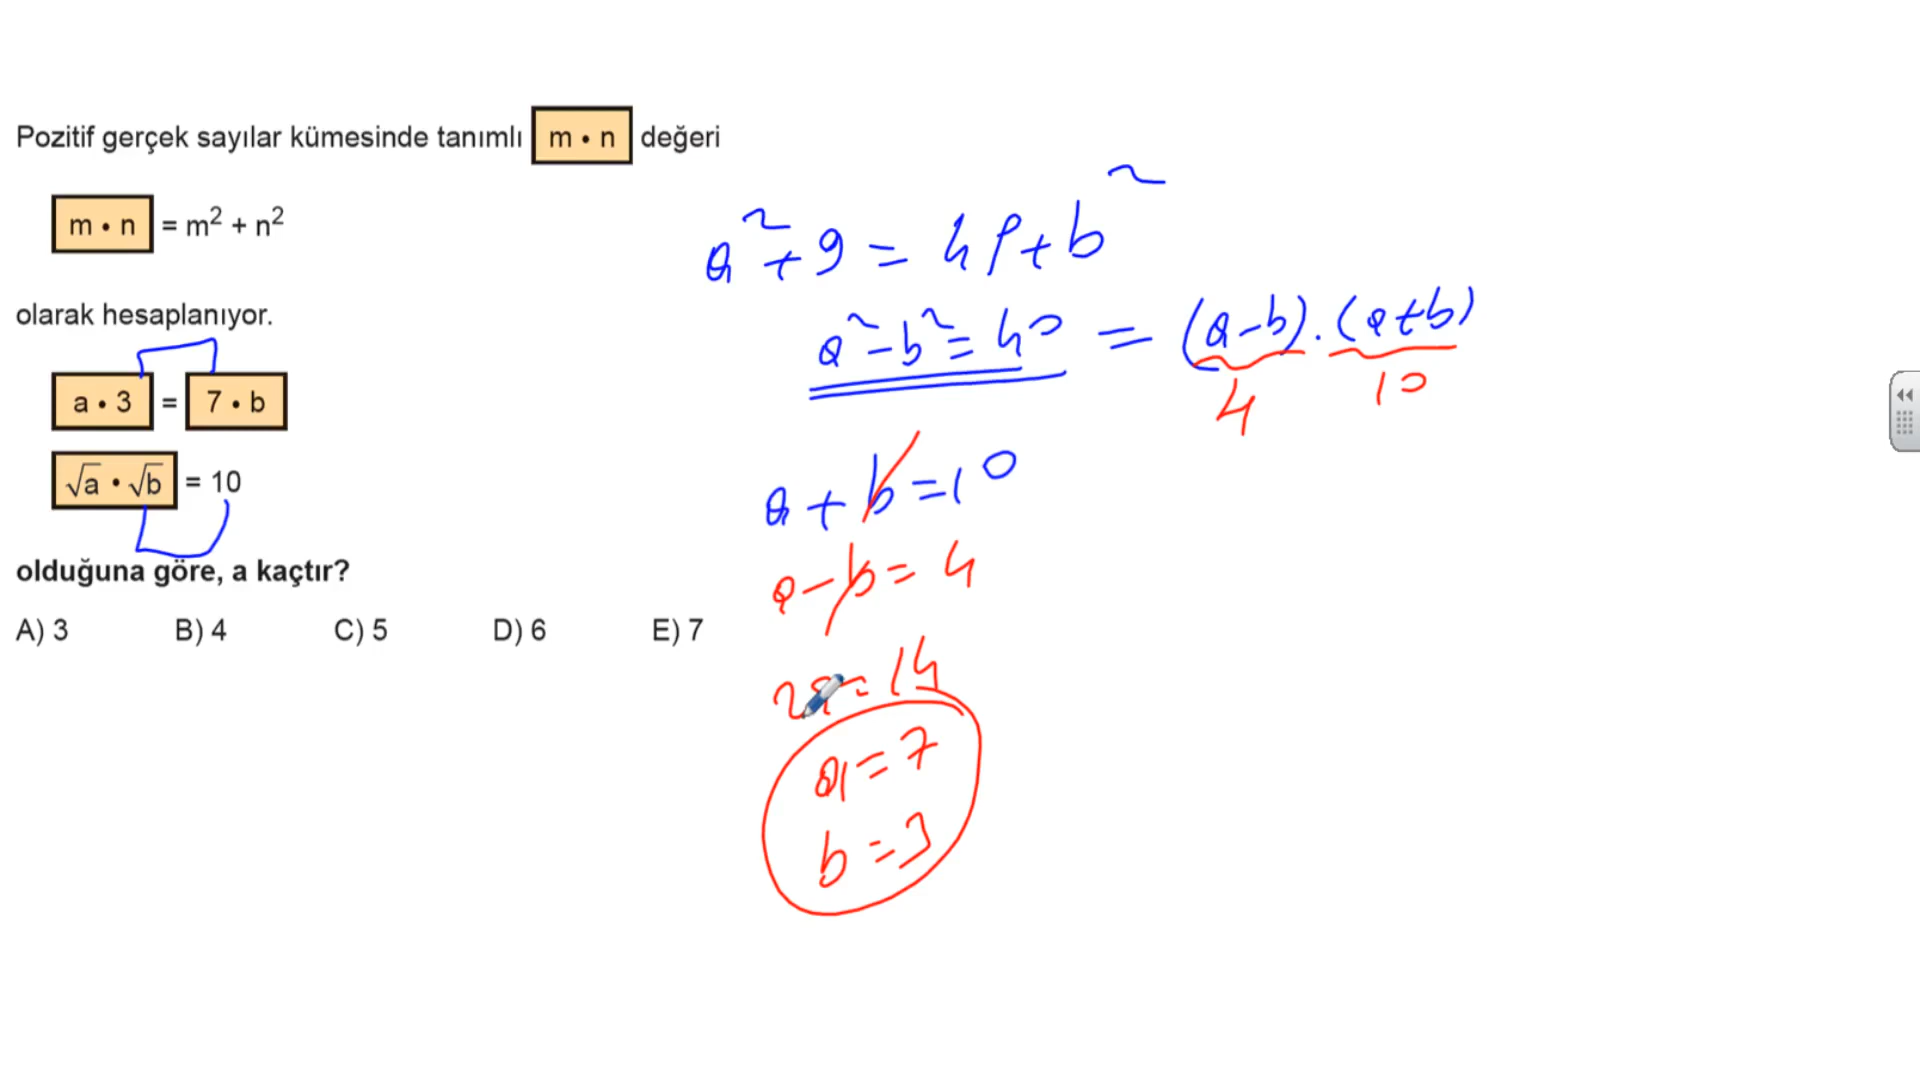 Pozitif gerçek sayılar kümesinde tanımlı m • n değeri
m • n = m² + n²
olarak hesaplanıyor.
a • 3 = 7 • b
√a • √b = 10
olduğuna göre, a kaçtır?
A) 3 B) 4 C) 5 D) 6 E) 7
a² + 9 = 49 + b²
a² - b² = 40 = (a-b).(a+b)
4 10
a + b = 10
a - b = 4
2a = 14
a = 7
b = 3